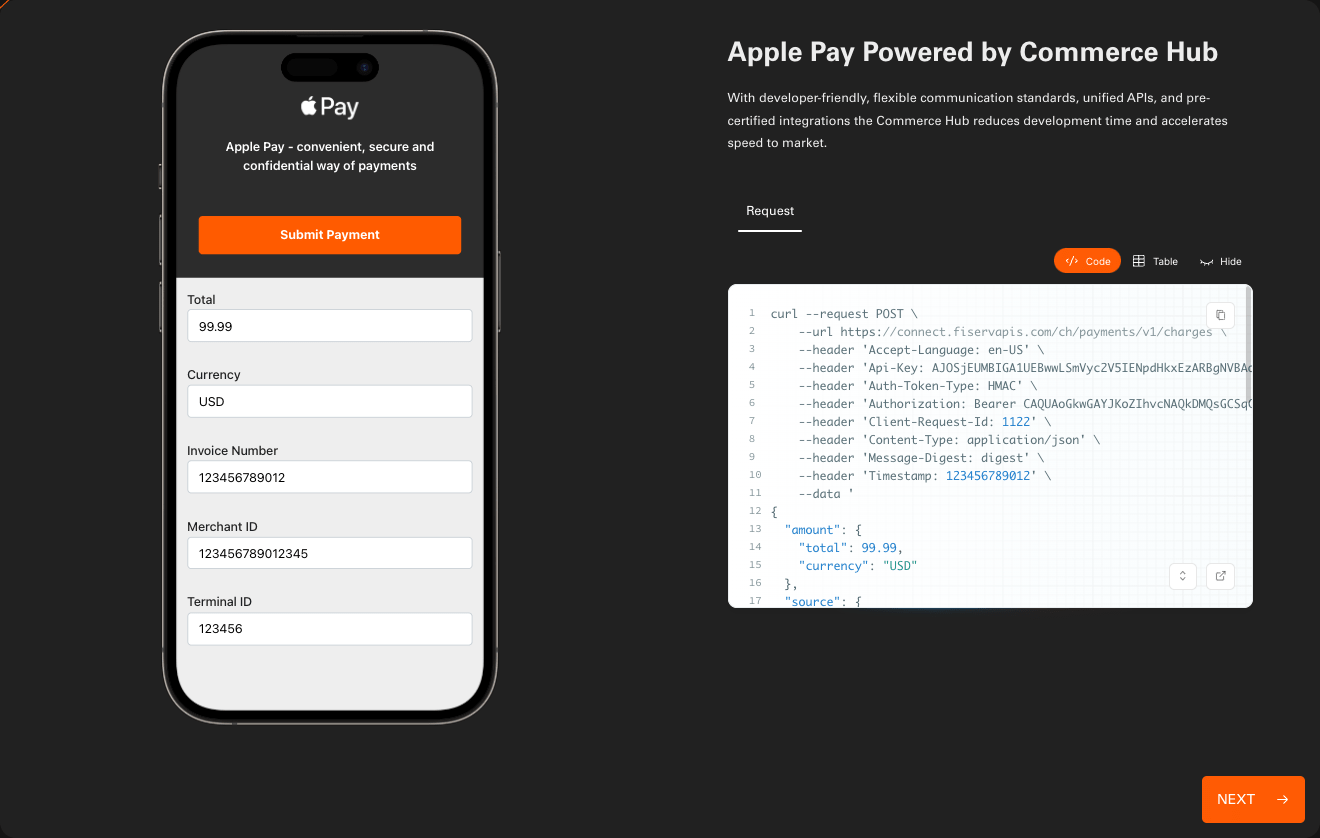 Pay
Apple Pay - convenient, secure and
confidential way of payments
Submit Payment
Total
99.99
Currency
USD
Invoice Number
123456789012
Merchant ID
123456789012345
Terminal ID
123456
Apple Pay Powered by Commerce Hub
With developer-friendly, flexible communication standards, unified APIs, and pre-
certified integrations the Commerce Hub reduces development time and accelerates
speed to market.
Request
</> Code Table Hide
1 curl --request POST \
2 --url https://connect.fiservapis.com/ch/payments/v1/charges \
3 --header 'Accept-Language: en-US' \
4 --header 'Api-Key: AJOSjEUMBIGA1UEBwwLSmVyc2V5IENpdHkxEzARBgNVBAc
5 --header 'Auth-Token-Type: HMAC' \
6 --header 'Authorization: Bearer CAQUAoGkwGAYJKoZIhvcNAQkDMQsGCSqG
7 --header 'Client-Request-Id: 1122' \
8 --header 'Content-Type: application/json' \
9 --header 'Message-Digest: digest' \
10 --header 'Timestamp: 123456789012' \
11 --data '
12 {
13 "amount": {
14 "total": 99.99,
15 "currency": "USD"
16 },
17 "source": {
NEXT →